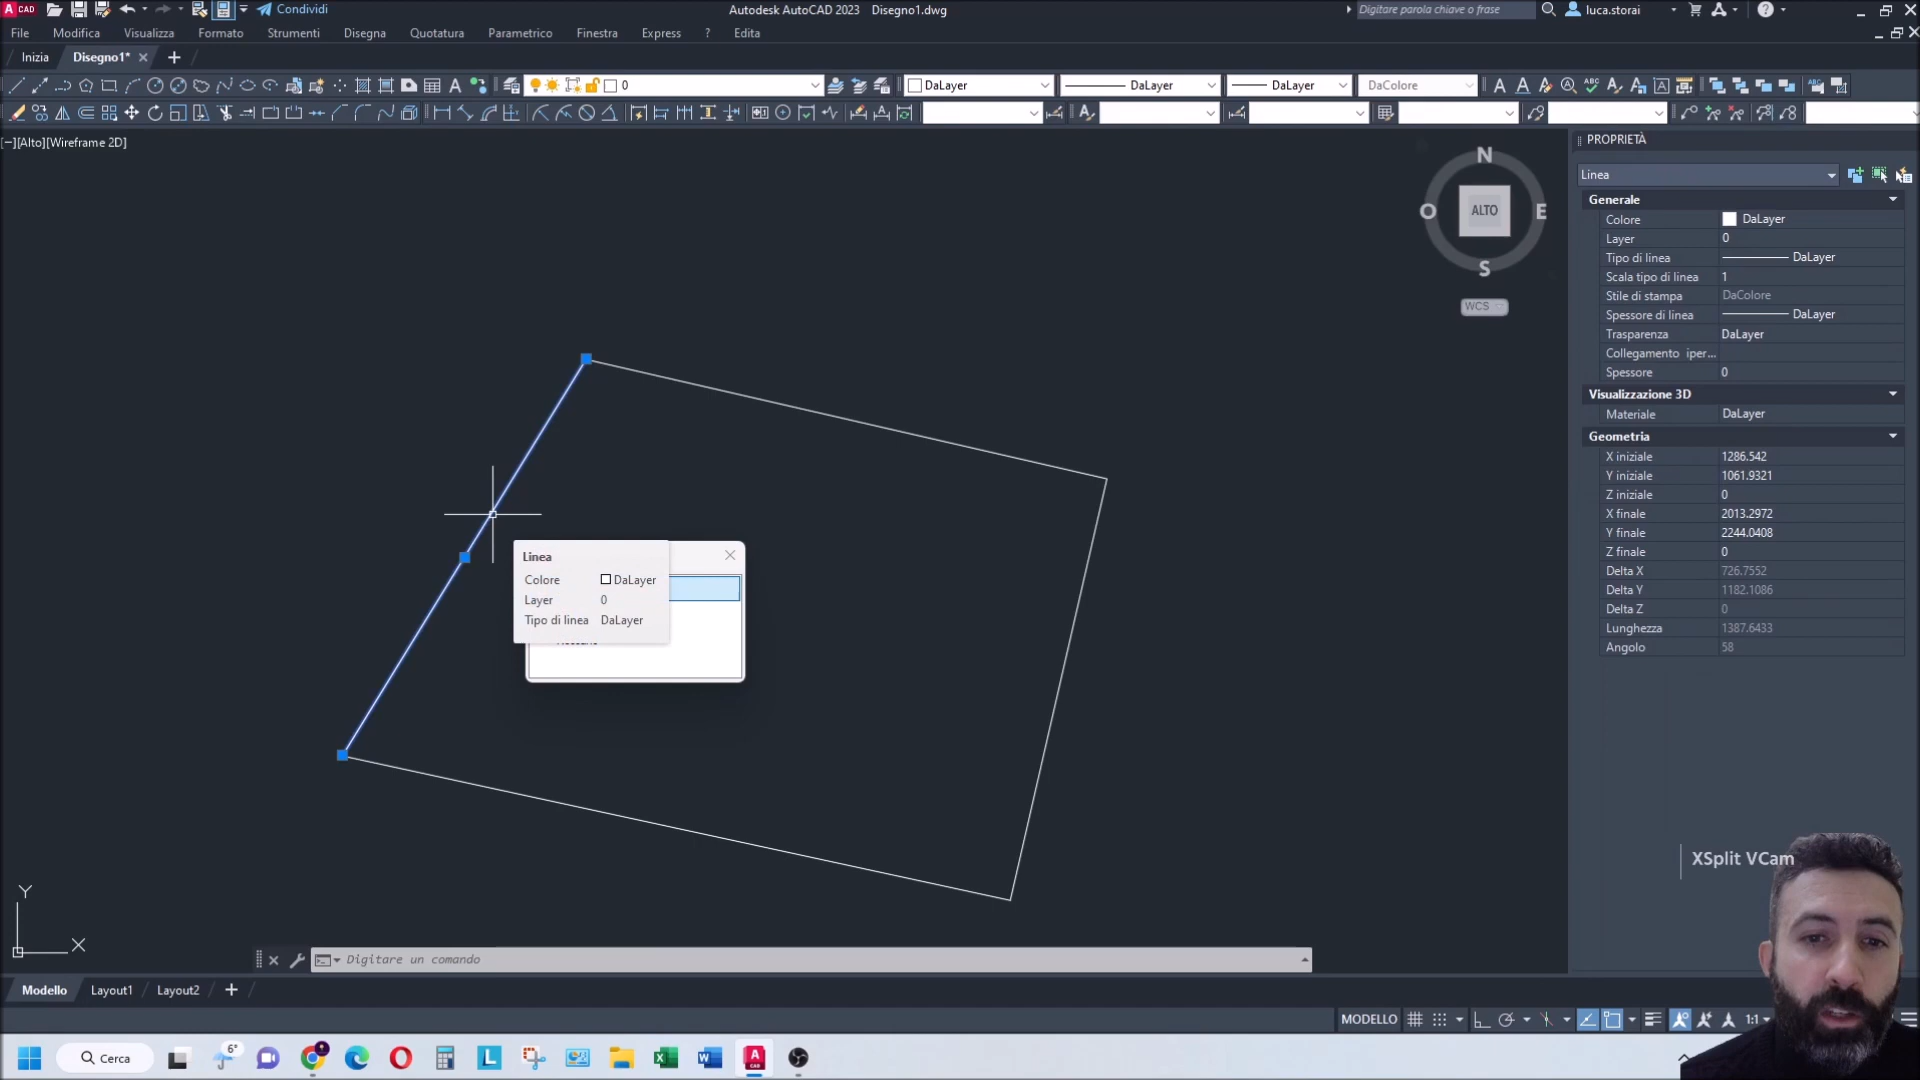 CAD
Condividi
Autodesk AutoCAD 2023 Disegno1.dwg
Digitare parola chiave o frase
luca.storai
File Modifica Visualizza Formato Strumenti Disegna Quotatura Parametrico Finestra Express ? Edita
Inizia Disegno1*
0 DaLayer DaLayer DaLayer DaColore
[−][Alto][Wireframe 2D]
PROPRIETÀ
Linea
Generale
Colore DaLayer
Layer 0
Tipo di linea DaLayer
Scala tipo di linea 1
Stile di stampa DaColore
Spessore di linea DaLayer
Trasparenza DaLayer
Collegamento iper...
Spessore 0
Visualizzazione 3D
Materiale DaLayer
Geometria
X iniziale 1286.542
Y iniziale 1061.9321
Z iniziale 0
X finale 2013.2972
Y finale 2244.0408
Z finale 0
Delta X 726.7552
Delta Y 1182.1086
Delta Z 0
Lunghezza 1387.6433
Angolo 58
N
O ALTO E
S
WCS
Linea
Colore DaLayer
Layer 0
Tipo di linea DaLayer
XSplit VCam
Y
X
Digitare un comando
Modello Layout1 Layout2
MODELLO 1:1
Cerca
6°